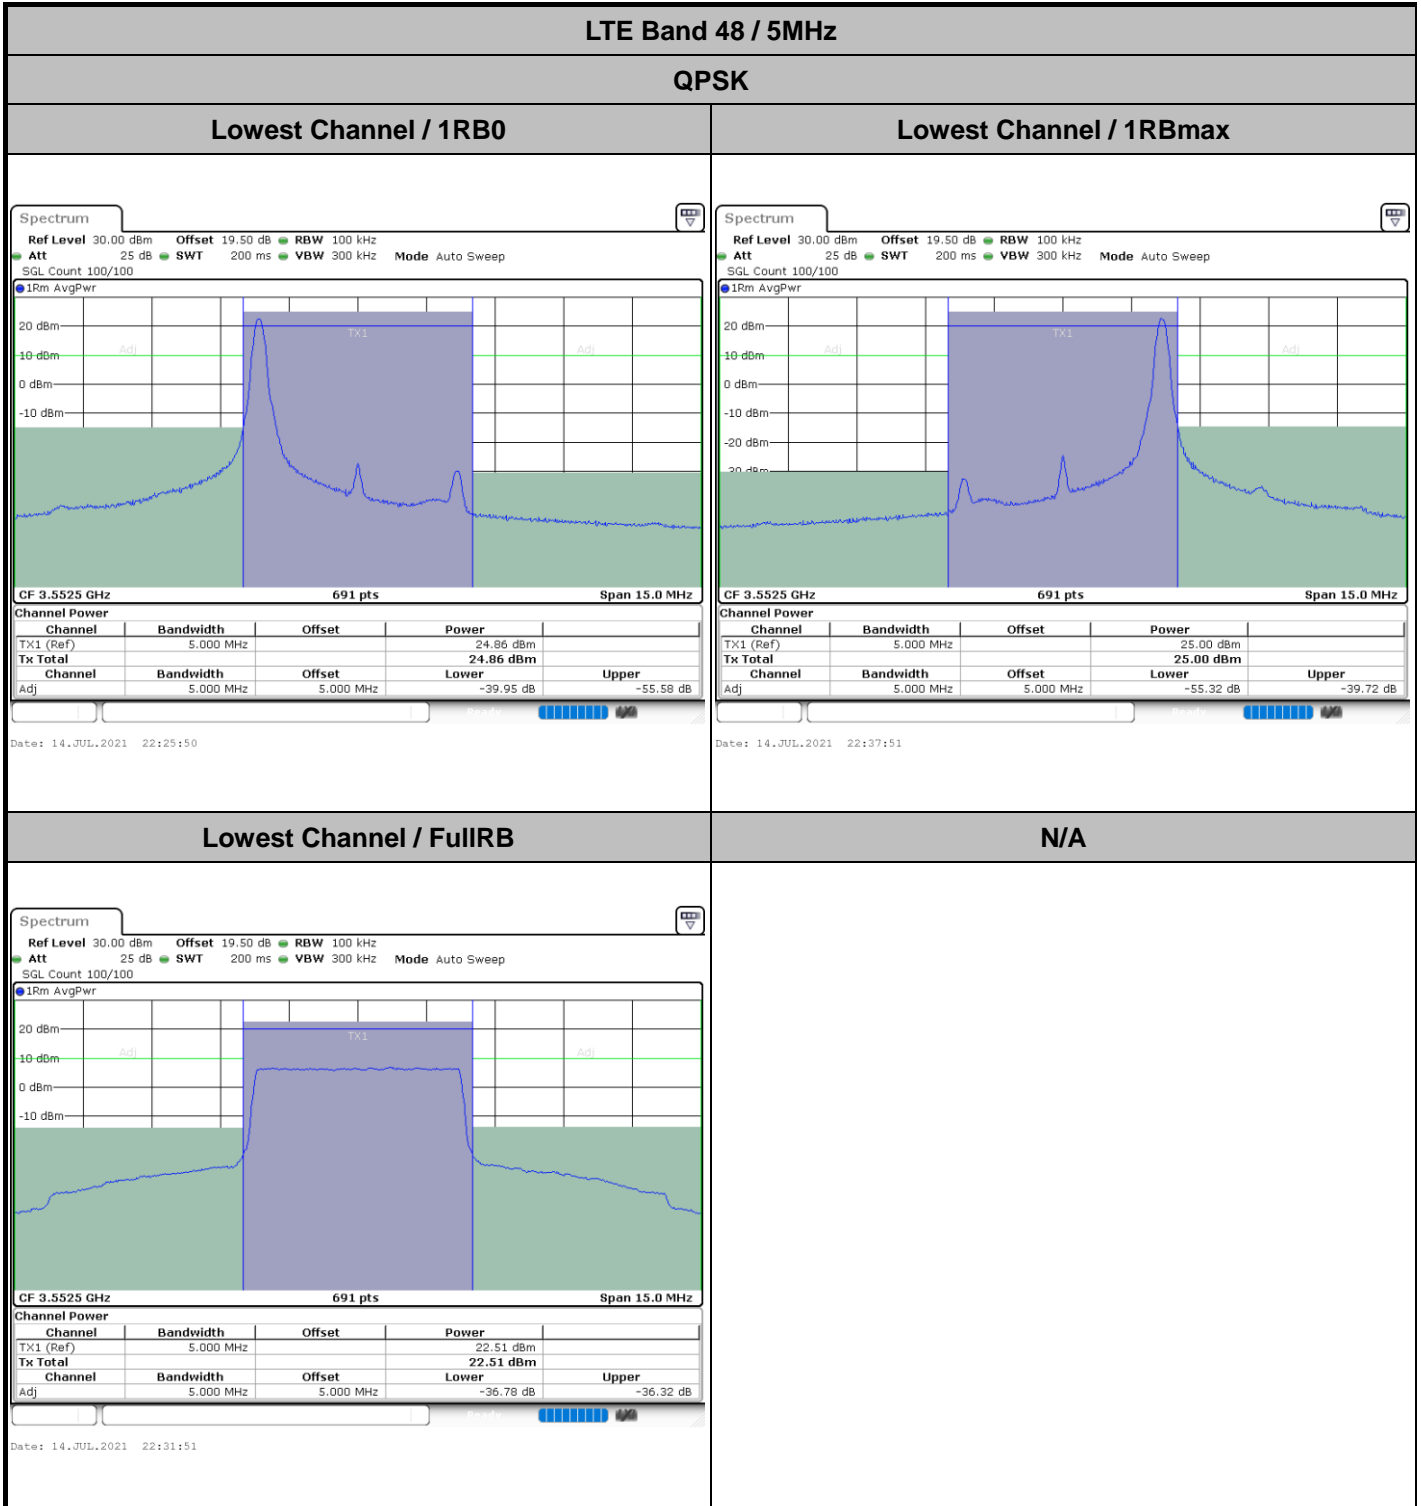 LTE Band 48 / 5MHz
QPSK
Lowest Channel / 1RB0
Lowest Channel / 1RBmax
Spectrum
Ref Level 30.00 dBm Offset 19.50 dB RBW 100 kHz
Att 25 dB SWT 200 ms VBW 300 kHz Mode Auto Sweep
SGL Count 100/100
1Rm AvgPwr
20 dBm
TX1
Adj
Adj
10 dBm
0 dBm
-10 dBm
CF 3.5525 GHz 691 pts Span 15.0 MHz
Channel Power
Channel Bandwidth Offset Power
TX1 (Ref) 5.000 MHz 24.86 dBm
Tx Total 24.86 dBm
Channel Bandwidth Offset Lower Upper
Adj 5.000 MHz 5.000 MHz -39.95 dB -55.58 dB
Ready
Date: 14.JUL.2021 22:25:50
Spectrum
Ref Level 30.00 dBm Offset 19.50 dB RBW 100 kHz
Att 25 dB SWT 200 ms VBW 300 kHz Mode Auto Sweep
SGL Count 100/100
1Rm AvgPwr
20 dBm
TX1
Adj
Adj
10 dBm
0 dBm
-10 dBm
-20 dBm
-30 dBm
CF 3.5525 GHz 691 pts Span 15.0 MHz
Channel Power
Channel Bandwidth Offset Power
TX1 (Ref) 5.000 MHz 25.00 dBm
Tx Total 25.00 dBm
Channel Bandwidth Offset Lower Upper
Adj 5.000 MHz 5.000 MHz -55.32 dB -39.72 dB
Ready
Date: 14.JUL.2021 22:37:51
Lowest Channel / FullRB
N/A
Spectrum
Ref Level 30.00 dBm Offset 19.50 dB RBW 100 kHz
Att 25 dB SWT 200 ms VBW 300 kHz Mode Auto Sweep
SGL Count 100/100
1Rm AvgPwr
20 dBm
TX1
Adj
Adj
10 dBm
0 dBm
-10 dBm
CF 3.5525 GHz 691 pts Span 15.0 MHz
Channel Power
Channel Bandwidth Offset Power
TX1 (Ref) 5.000 MHz 22.51 dBm
Tx Total 22.51 dBm
Channel Bandwidth Offset Lower Upper
Adj 5.000 MHz 5.000 MHz -36.78 dB -36.32 dB
Ready
Date: 14.JUL.2021 22:31:51